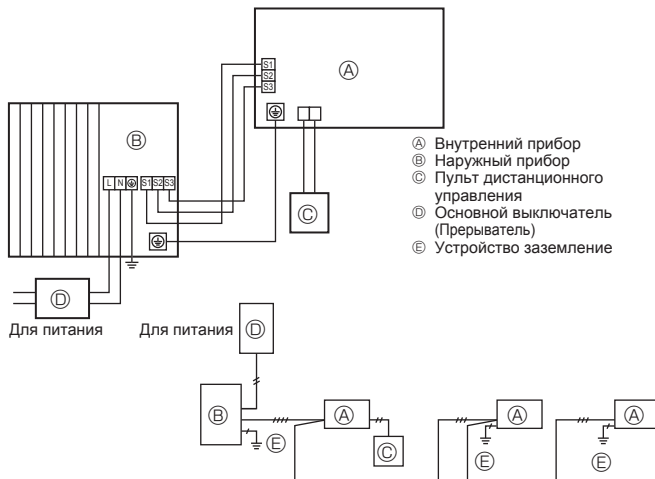 S1
S2
S3
Ⓐ
Ⓑ
L N S1 S2 S3
Ⓒ
Ⓐ Внутренний прибор
Ⓑ Наружный прибор
Ⓒ Пульт дистанционного
управления
Ⓓ Основной выключатель
(Прерыватель)
Ⓔ Устройство заземление
Ⓓ
Для питания
Для питания Ⓓ
Ⓑ Ⓐ Ⓐ Ⓐ
Ⓔ Ⓒ Ⓔ Ⓔ